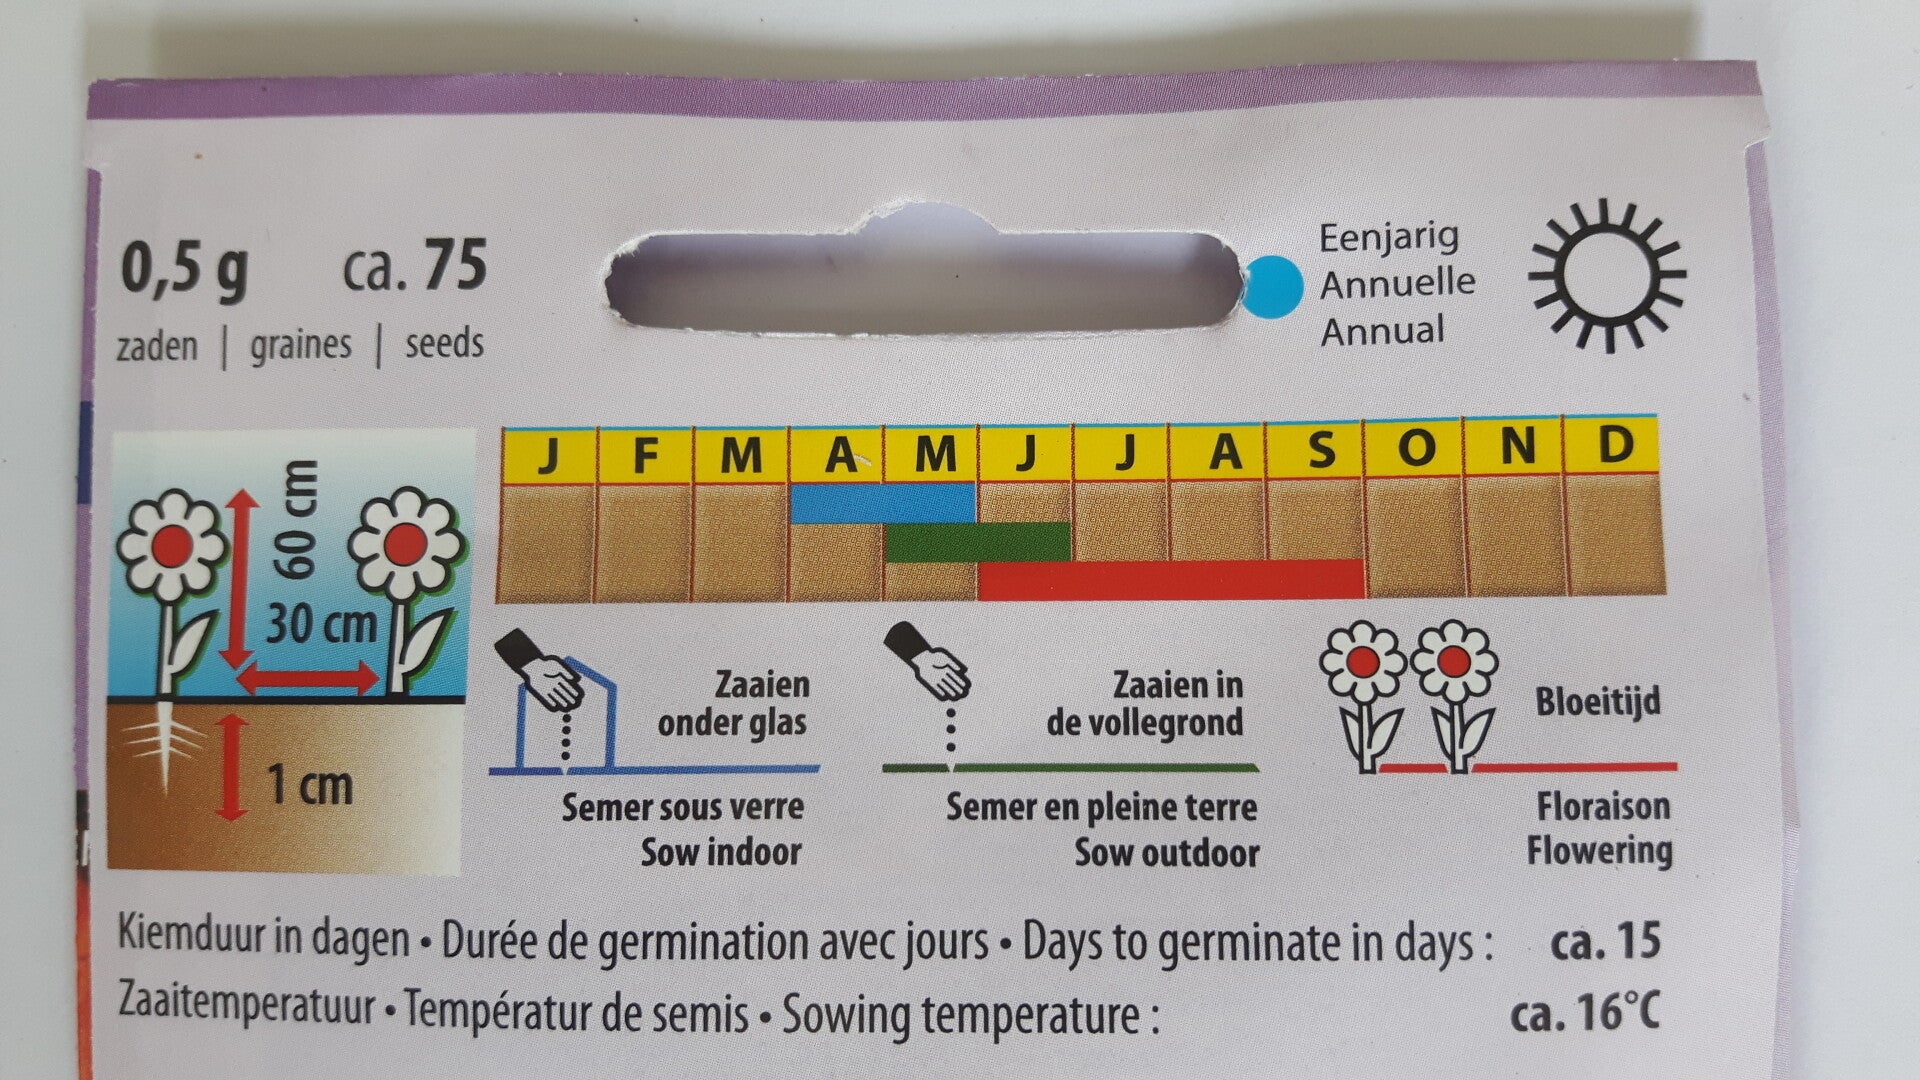 0,5 g ca. 75
zaden | graines | seeds
Eenjarig
Annuelle
Annual
J F M A M J J A S O N D
60 cm
30 cm
1 cm
Zaaien
onder glas
Semer sous verre
Sow indoor
Zaaien in
de vollegrond
Semer en pleine terre
Sow outdoor
Bloeitijd
Floraison
Flowering
Kiemduur in dagen • Durée de germination avec jours • Days to germinate in days : ca. 15
Zaaitemperatuur • Températur de semis • Sowing temperature : ca. 16°C